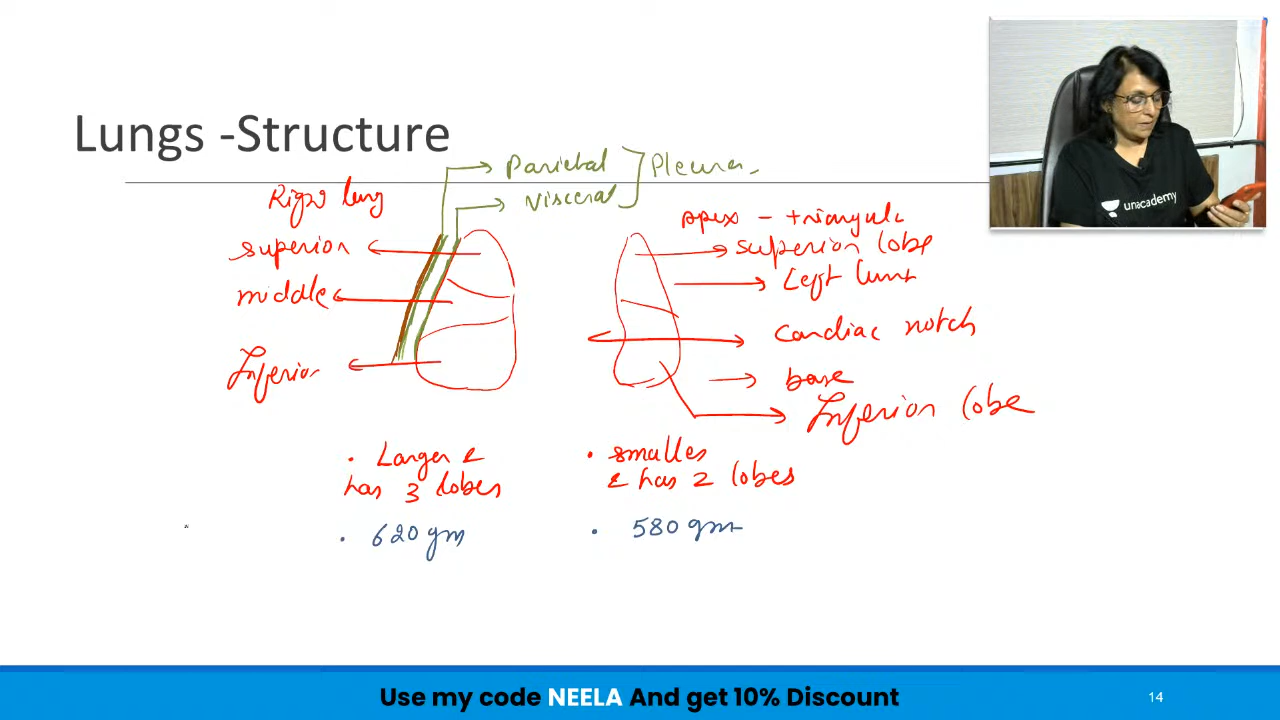 Lungs -Structure
Parietal
Visceral
Pleura
Right lung
superior
middle
Inferior
apex - triangula
superior lobe
Left lung
cardiac notch
base
Inferior lobe
• Larger &
has 3 lobes
• 620 gm
• smaller
& has 2 lobes
• 580 gm
unacademy
Use my code NEELA And get 10% Discount
14